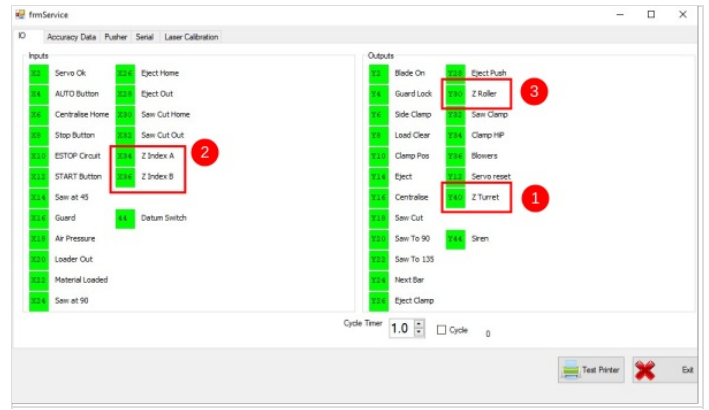 frmService
IO Accuracy Data Pusher Serial Laser Calibration
Inputs
X2 Servo Ok
X4 AUTO Button
X6 Centralise Home
X8 Stop Button
X10 ESTOP Circuit
X12 START Button
X14 Saw at 45
X16 Guard
X18 Air Pressure
X20 Loader Out
X22 Material Loaded
X24 Saw at 90
X26 Eject Home
X28 Eject Out
X30 Saw Cut Home
X32 Saw Cut Out
X34 Z Index A
X36 Z Index B
2
44 Datum Switch
Outputs
Y2 Blade On
Y4 Guard Lock
Y6 Side Clamp
Y8 Load Clear
Y10 Clamp Pos
Y14 Eject
Y16 Centralise
Y18 Saw Cut
Y20 Saw To 90
Y22 Saw To 135
Y24 Next Bar
Y26 Eject Clamp
Y28 Eject Push
Y30 Z Roller
3
Y32 Saw Clamp
Y34 Clamp HP
Y36 Blowers
Y12 Servo reset
Y40 Z Turret
1
Y44 Siren
Cycle Timer 1.0 Cycle 0
Test Printer Exit